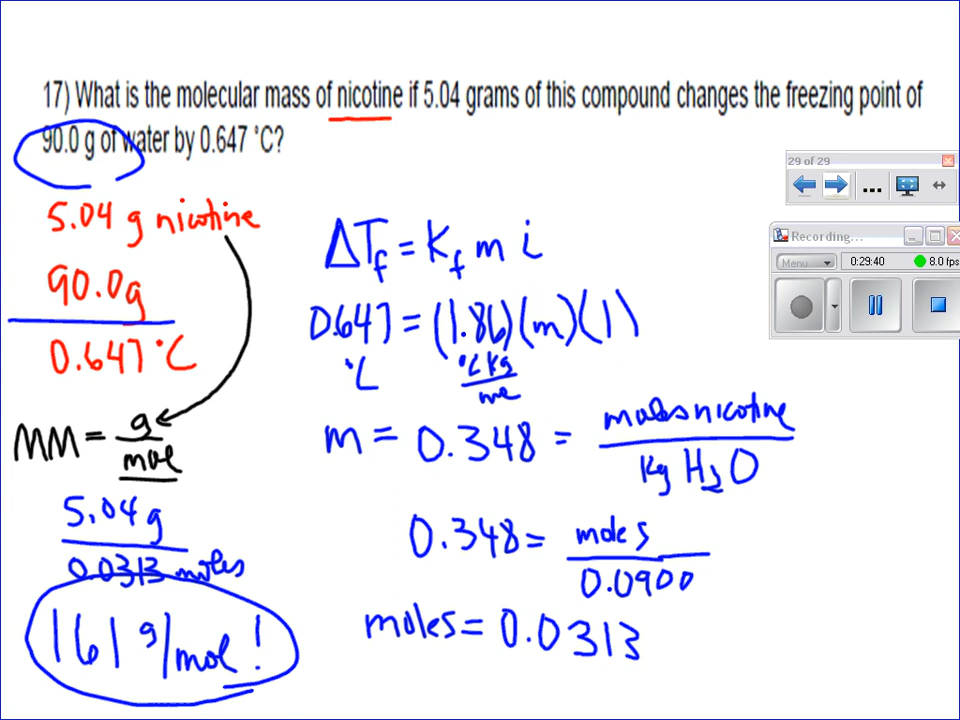 17) What is the molecular mass of nicotine if 5.04 grams of this compound changes the freezing point of
90.0 g of water by 0.647 °C?
29 of 29
...
Recording...
Menu
0:29:40
8.0 fps
5.04 g nicotine
90.0g
0.647 °C
MM = g/mol
5.04 g
0.0313 moles
161 g/mol!
ΔTf = Kf m i
0.647 = (1.86)(m)(1)
°C °C kg
mol
m = 0.348 = moles nicotine
kg H2O
0.348 = moles
0.0900
moles = 0.0313